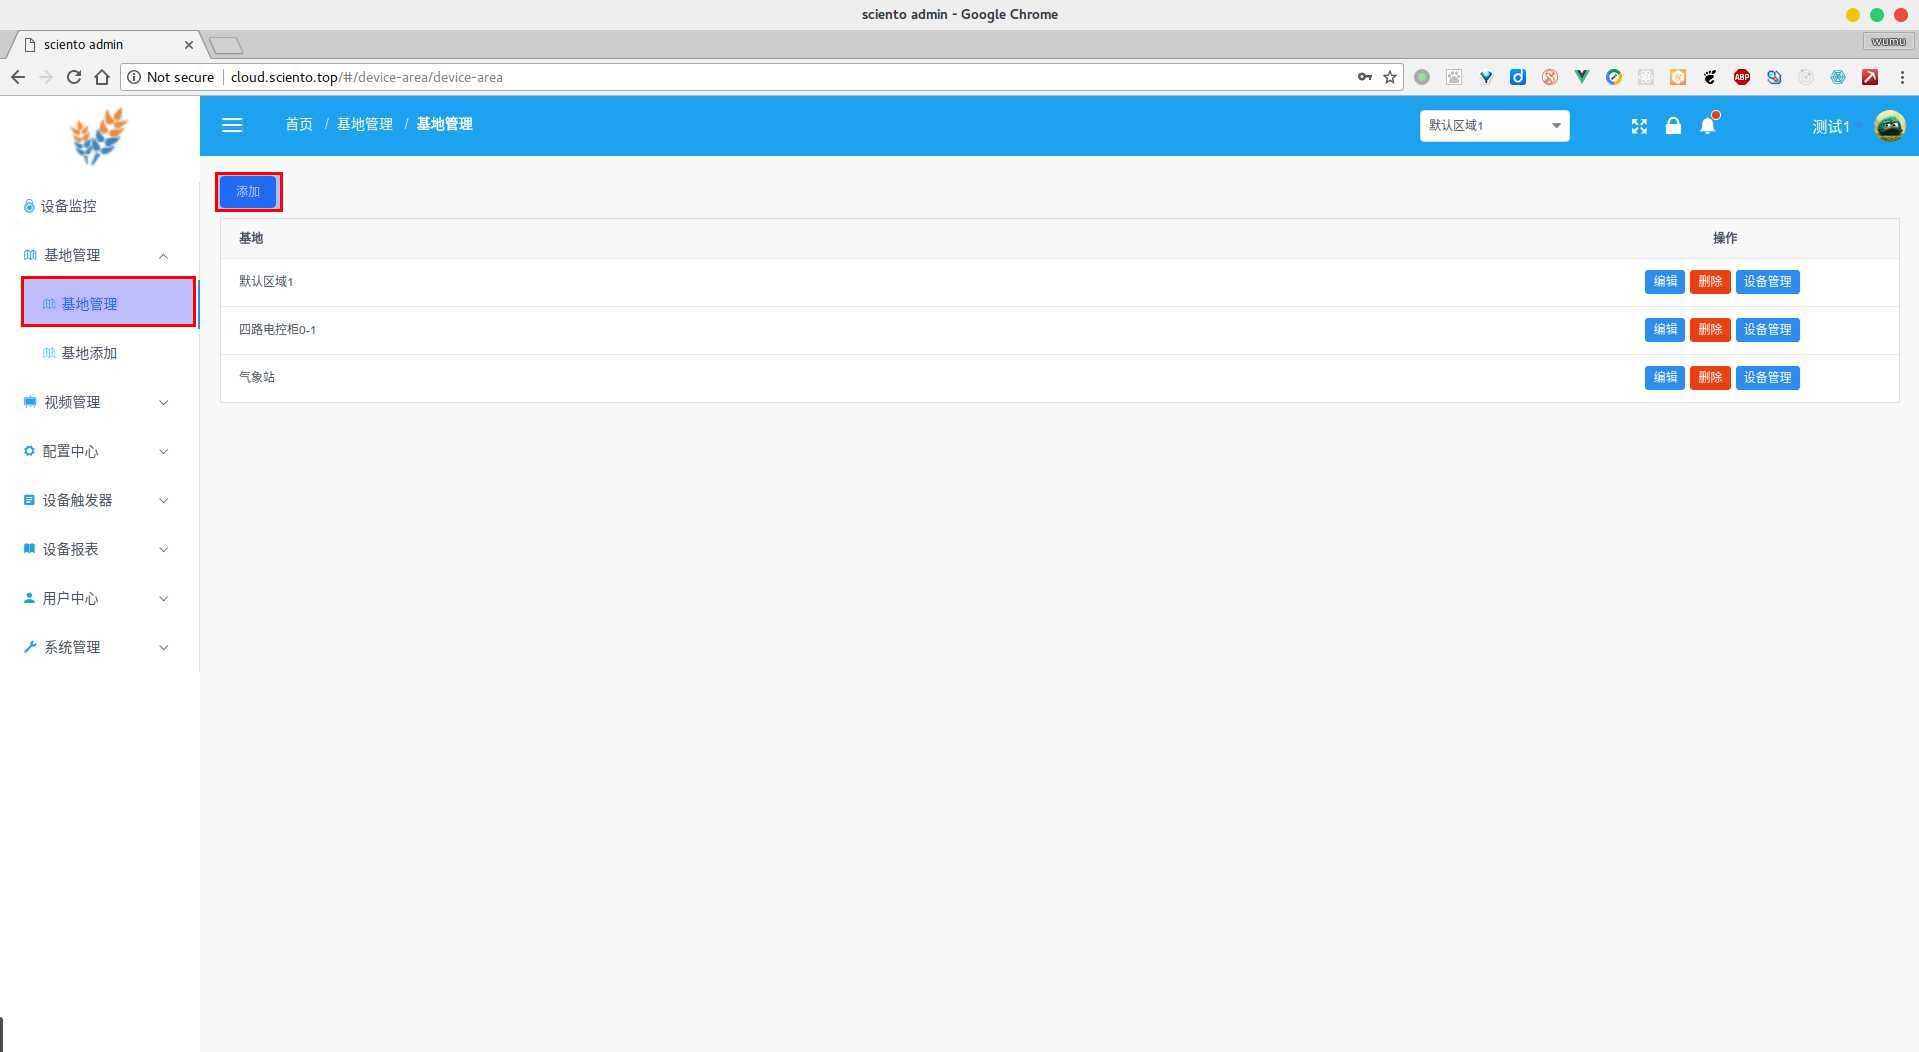 sciento admin - Google Chrome
sciento admin
wumu
Not secure
cloud.sciento.top/#/device-area/device-area
ABP
首页 / 基地管理 / 基地管理
默认区域1
测试1
设备监控
基地管理
基地管理
基地添加
视频管理
配置中心
设备触发器
设备报表
用户中心
系统管理
添加
基地 操作
默认区域1 编辑 删除 设备管理
四路电控柜0-1 编辑 删除 设备管理
气象站 编辑 删除 设备管理